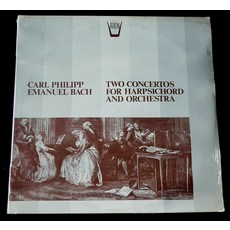 CARL PHILIPP
EMANUEL BACH
TWO CONCERTOS
FOR HARPSICHORD
AND ORCHESTRA